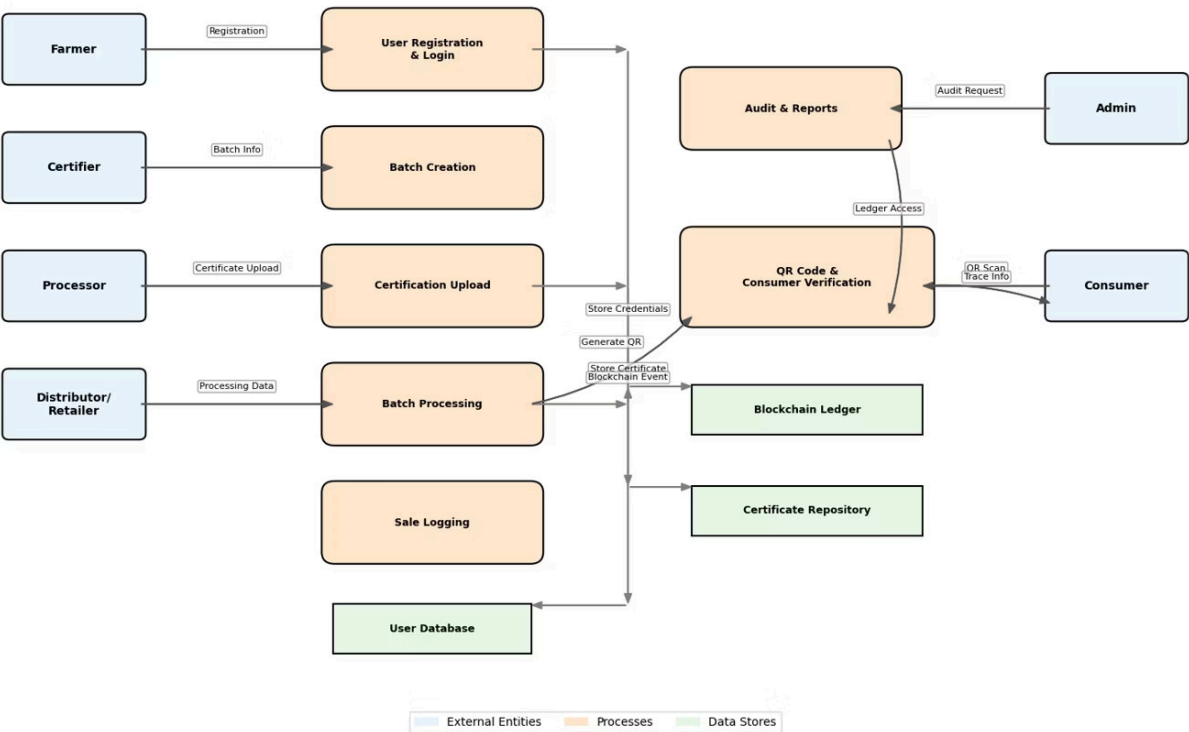 Farmer
Registration
User Registration
& Login
Audit & Reports
Audit Request
Admin
Certifier
Batch Info
Batch Creation
Ledger Access
Processor
Certificate Upload
Certification Upload
QR Code &
Consumer Verification
QR Scan
Trace Info
Consumer
Store Credentials
Generate QR
Store Certificate
Blockchain Event
Distributor/
Retailer
Processing Data
Batch Processing
Blockchain Ledger
Sale Logging
Certificate Repository
User Database
External Entities
Processes
Data Stores